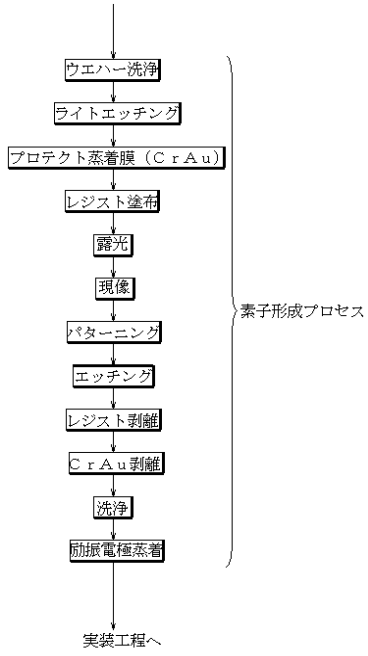 ウエハー洗浄
ライトエッチング
プロテクト蒸着膜（ＣｒＡｕ）
レジスト塗布
露光
現像
パターニング
エッチング
レジスト剥離
ＣｒＡｕ剥離
洗浄
励振電極蒸着
素子形成プロセス
実装工程へ